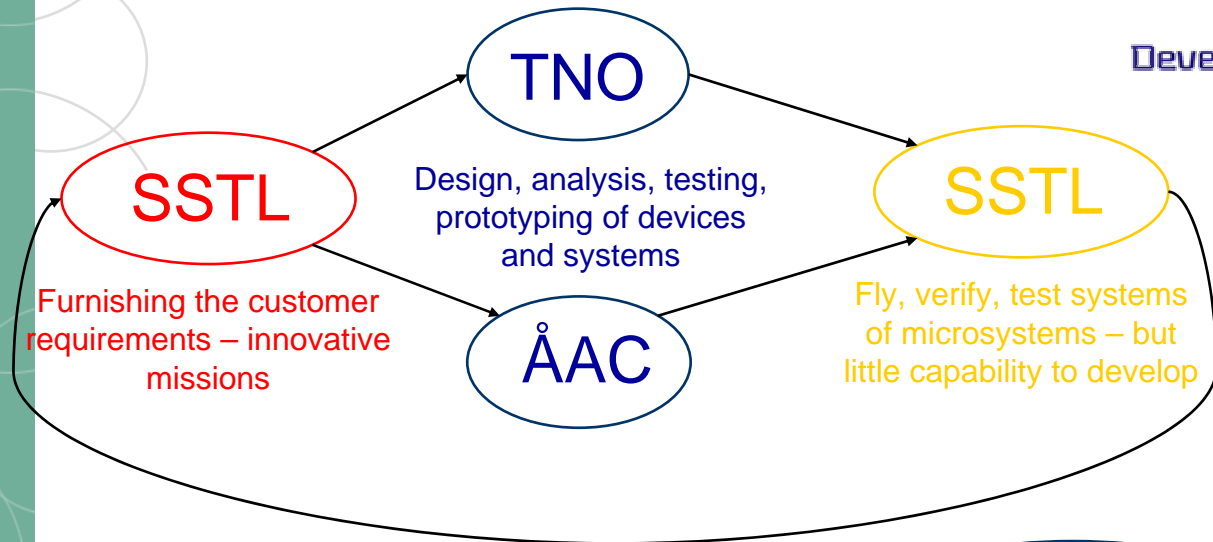 TNO
SSTL
Design, analysis, testing,
prototyping of devices
and systems
SSTL
Furnishing the customer
requirements – innovative
missions
ÅAC
Fly, verify, test systems
of microsystems – but
little capability to develop